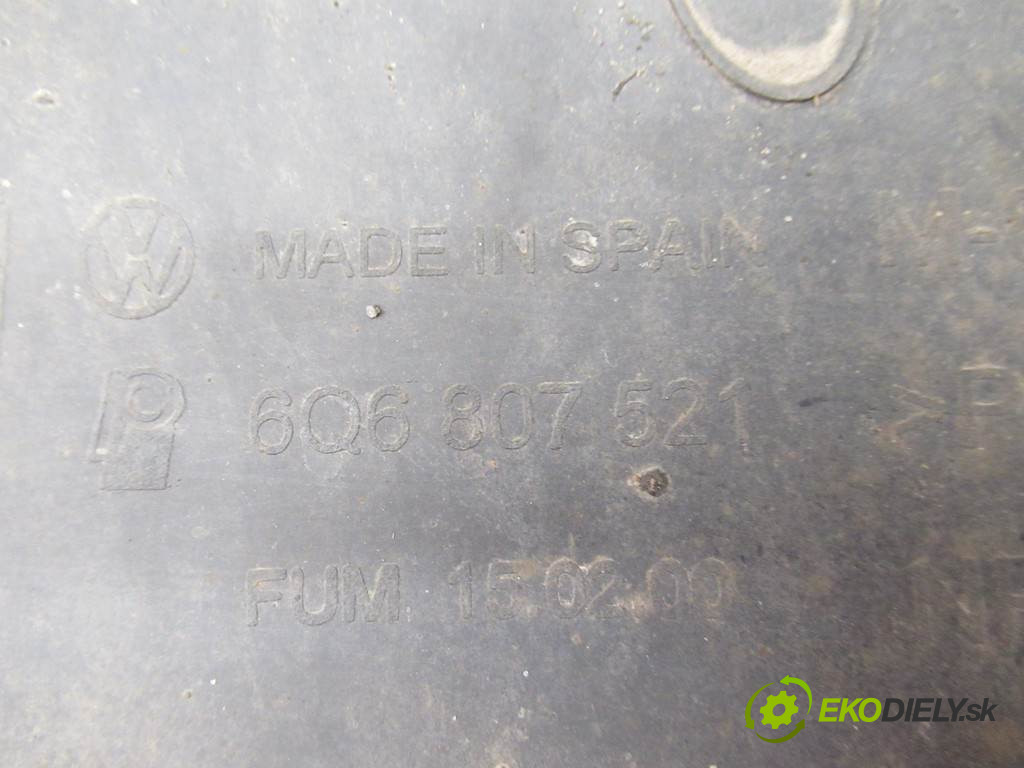 MADE IN SPAIN
6Q6 807 521
FUM 15.02.00
EKODIELY.sk